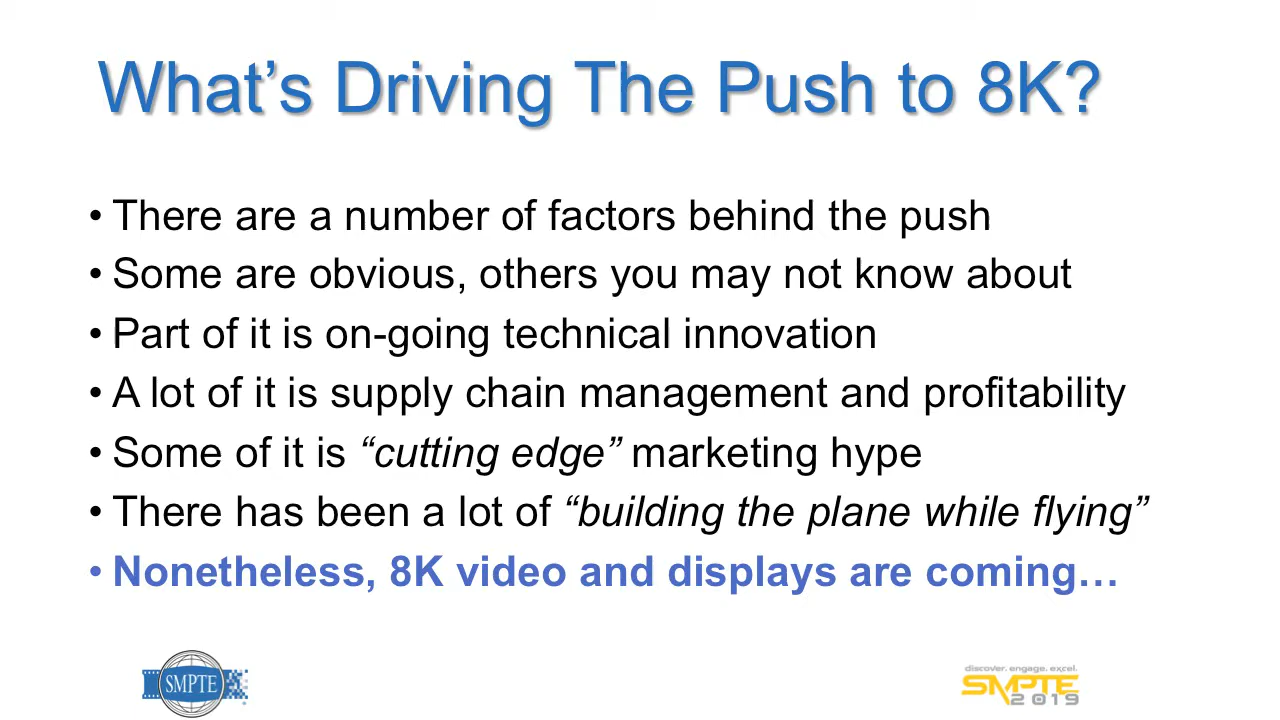 What’s Driving The Push to 8K?
• There are a number of factors behind the push
• Some are obvious, others you may not know about
• Part of it is on-going technical innovation
• A lot of it is supply chain management and profitability
• Some of it is “cutting edge” marketing hype
• There has been a lot of “building the plane while flying”
• Nonetheless, 8K video and displays are coming…
SMPTE
discover. engage. excel.
SMPTE
2019